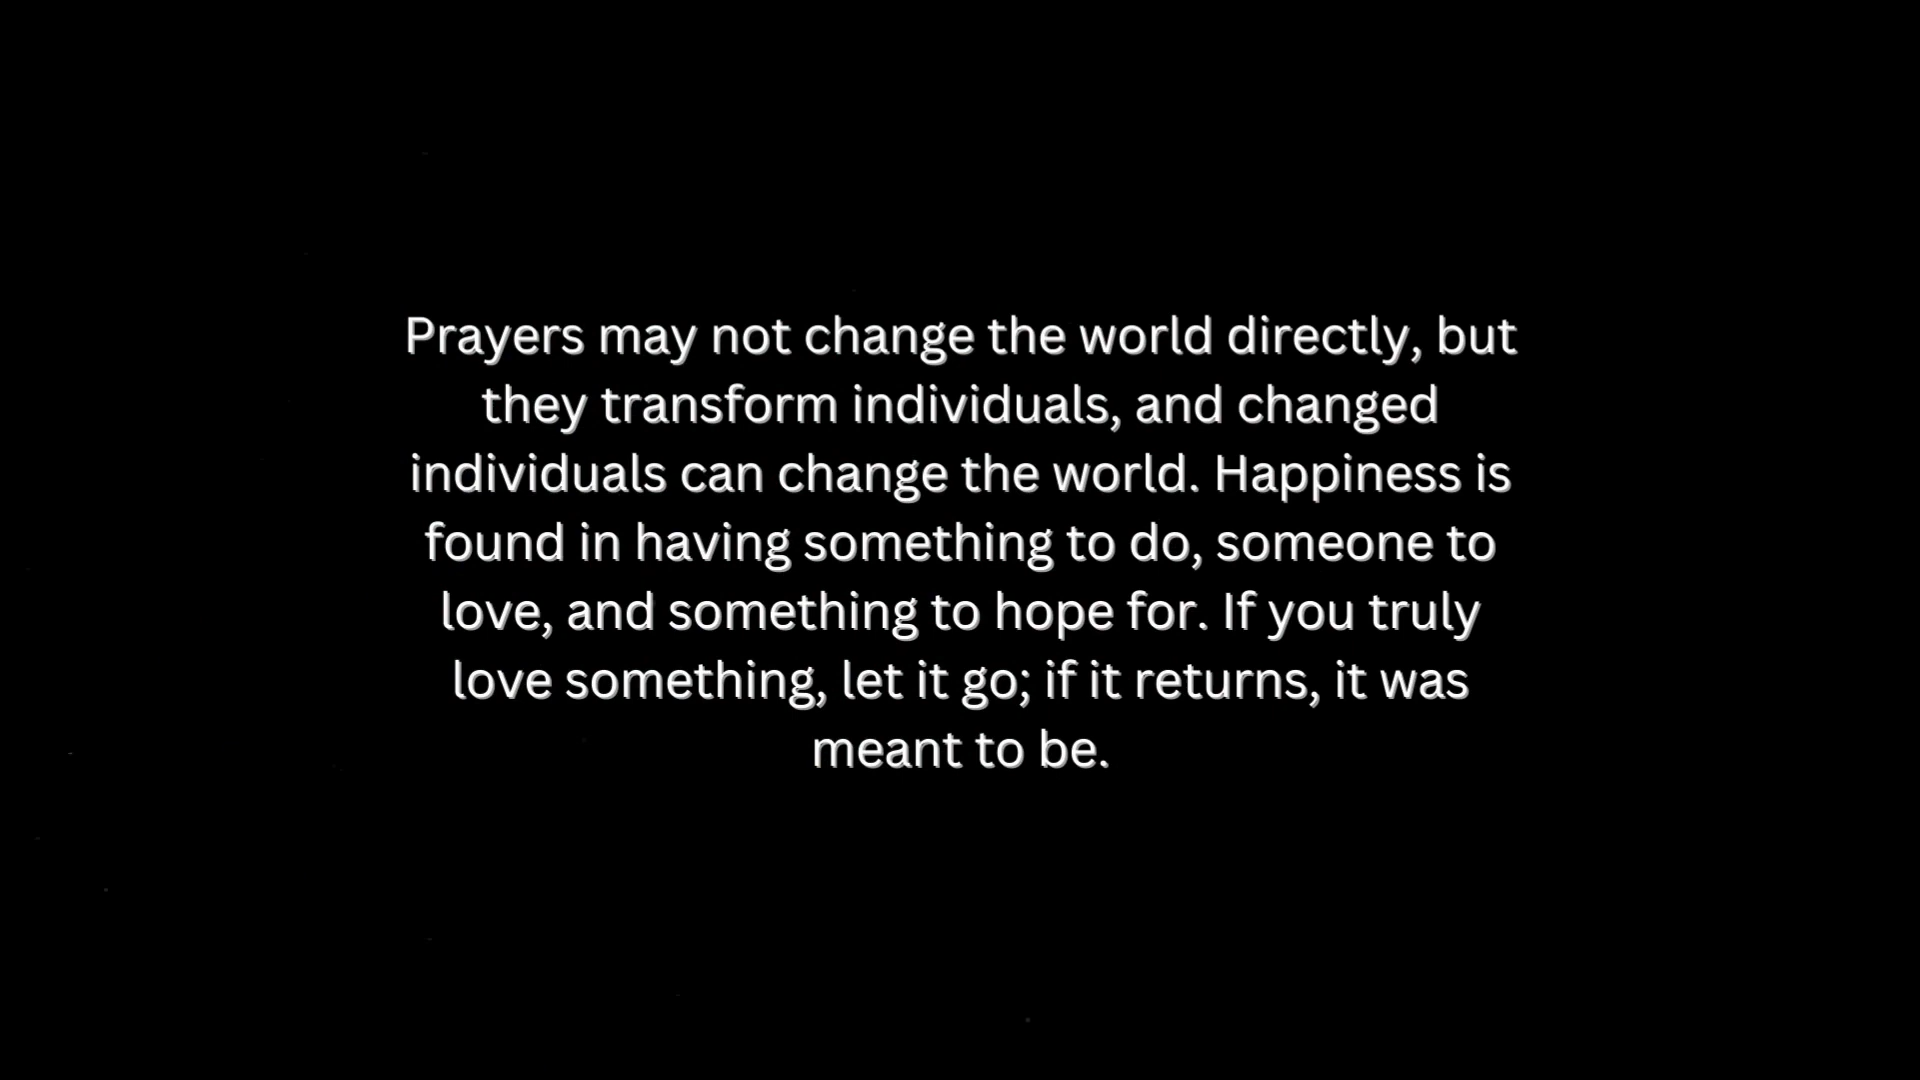 Prayers may not change the world directly, but
they transform individuals, and changed
individuals can change the world. Happiness is
found in having something to do, someone to
love, and something to hope for. If you truly
love something, let it go; if it returns, it was
meant to be.